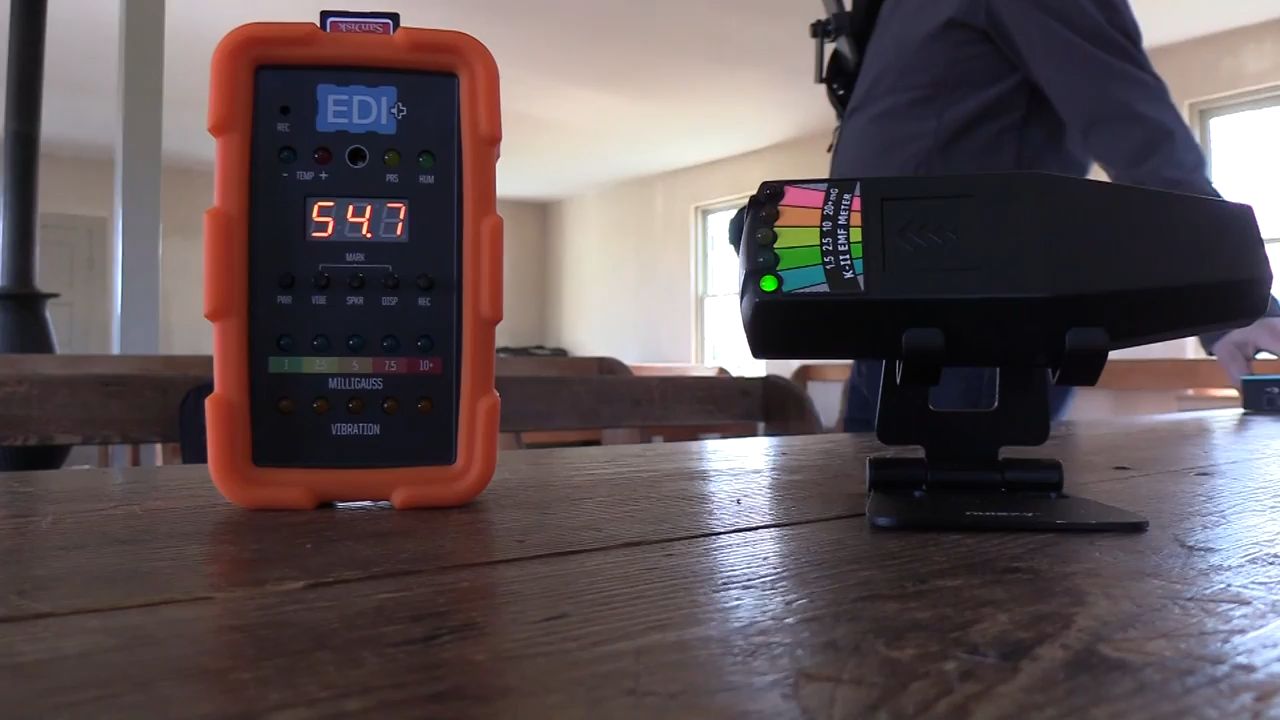 SanDisk
EDI+
REC
- TEMP + PRS HUM
54.7
MARK
PWR VIBE SPKR DISP REC
1 2.5 5 7.5 10+
MILLIGAUSS
VIBRATION
1.5 2.5 10 20+mG
K-II EMF METER